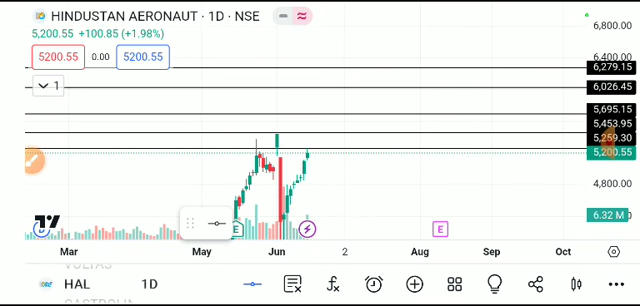 HINDUSTAN AERONAUT · 1D · NSE
5,200.55 +100.85 (+1.98%)
5200.55 0.00 5200.55
1
6,800.00
6,400.00
6,279.15
6,026.45
5,695.15
5,453.95
5,259.30
5,200.55
4,800.00
6.32 M
E E
Mar May Jun 2 Aug Sep Oct
VOLTAS
HAL 1D
CASTROLIN